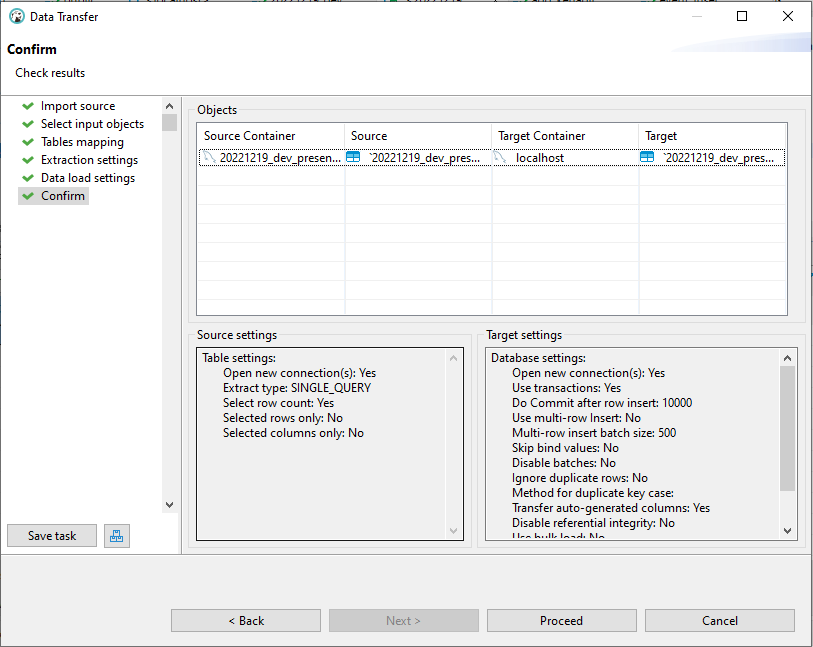 Data Transfer
Confirm
Check results
Import source
Select input objects
Tables mapping
Extraction settings
Data load settings
Confirm
Objects
Source Container Source Target Container Target
20221219_dev_presen... `20221219_dev_pres... localhost `20221219_dev_pres...
Source settings
Table settings:
Open new connection(s): Yes
Extract type: SINGLE_QUERY
Select row count: Yes
Selected rows only: No
Selected columns only: No
Target settings
Database settings:
Open new connection(s): Yes
Use transactions: Yes
Do Commit after row insert: 10000
Use multi-row Insert: No
Multi-row insert batch size: 500
Skip bind values: No
Disable batches: No
Ignore duplicate rows: No
Method for duplicate key case:
Transfer auto-generated columns: Yes
Disable referential integrity: No
Use bulk load: No
Save task
< Back Next > Proceed Cancel